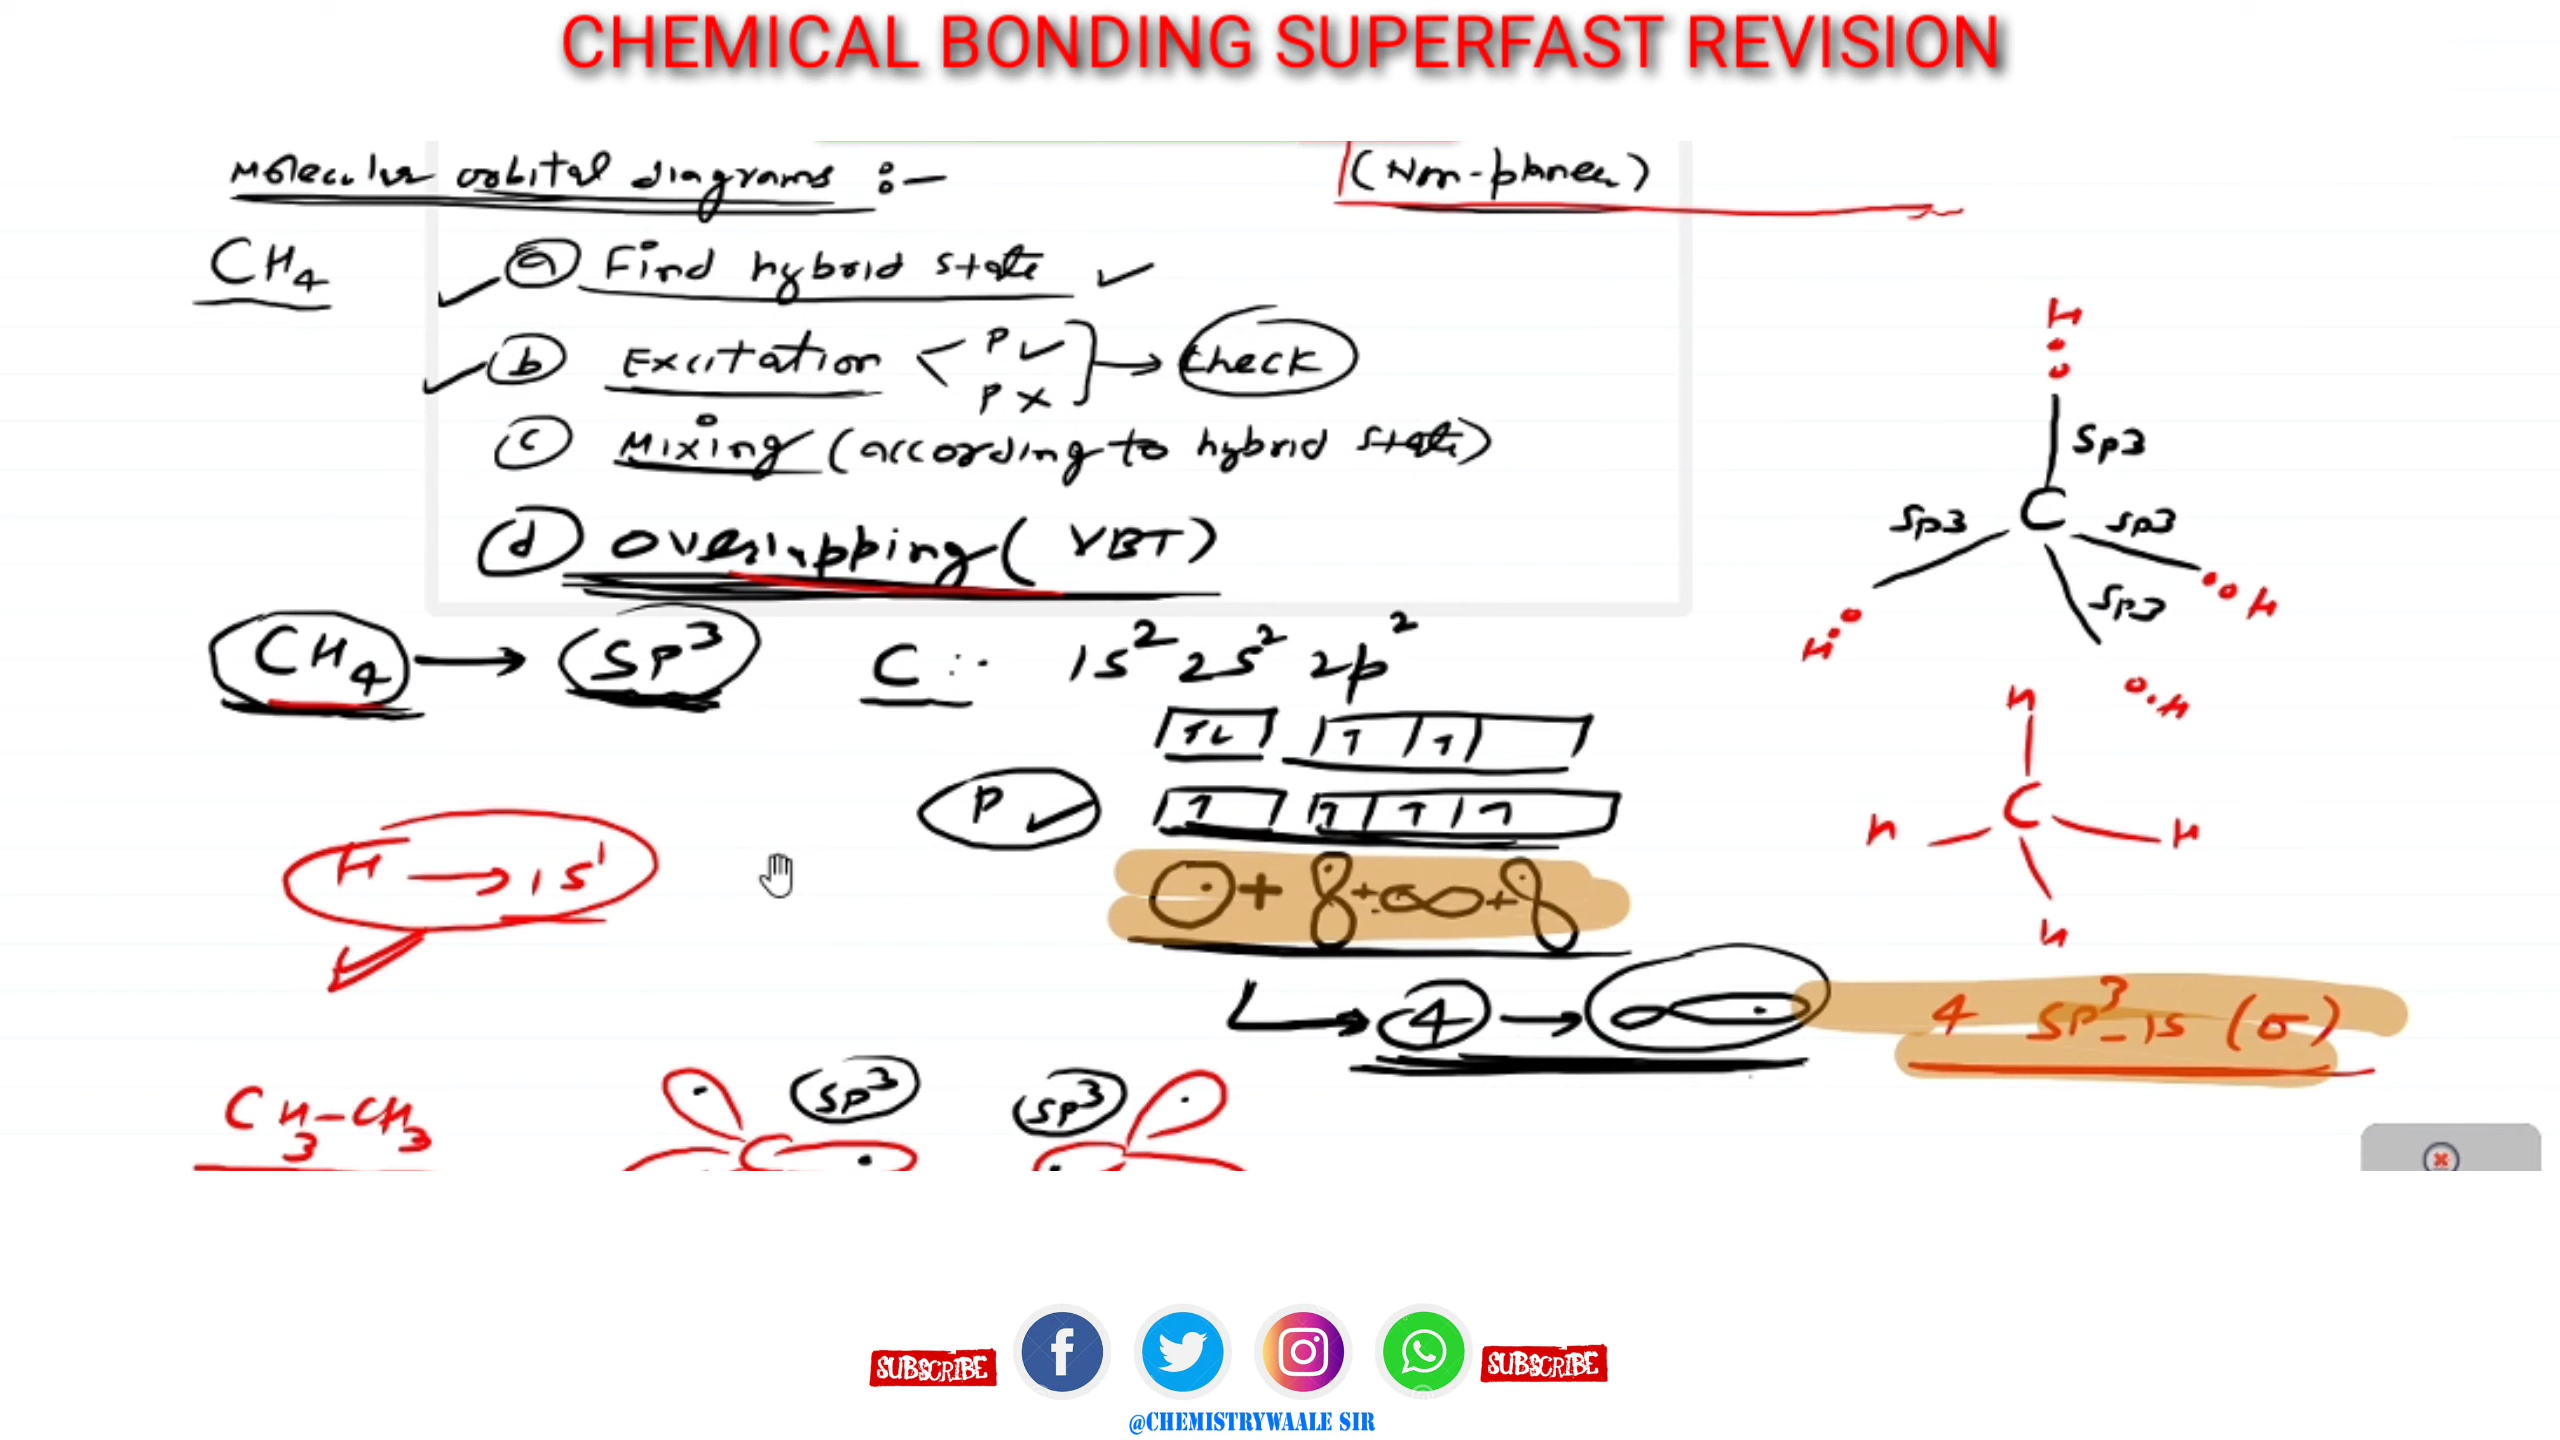 CHEMICAL BONDING SUPERFAST REVISION
Molecular orbital diagrams :-
(Non-planer)
CH4
(a) Find hybrid state ✓
✓ (b) Excitation < P✓ P× } → Check
(c) Mixing (according to hybrid state)
(d) Overlapping (VBT)
H
sp3
sp3 C sp3
sp3
H H
H
CH4 → sp³ C :- 1s² 2s² 2p²
P ✓
H → 1s¹
H
H C H
H
4
4 sp³-1s (σ)
CH3-CH3
sp³ sp³
SUBSCRIBE SUBSCRIBE
@CHEMISTRYWAALE SIR